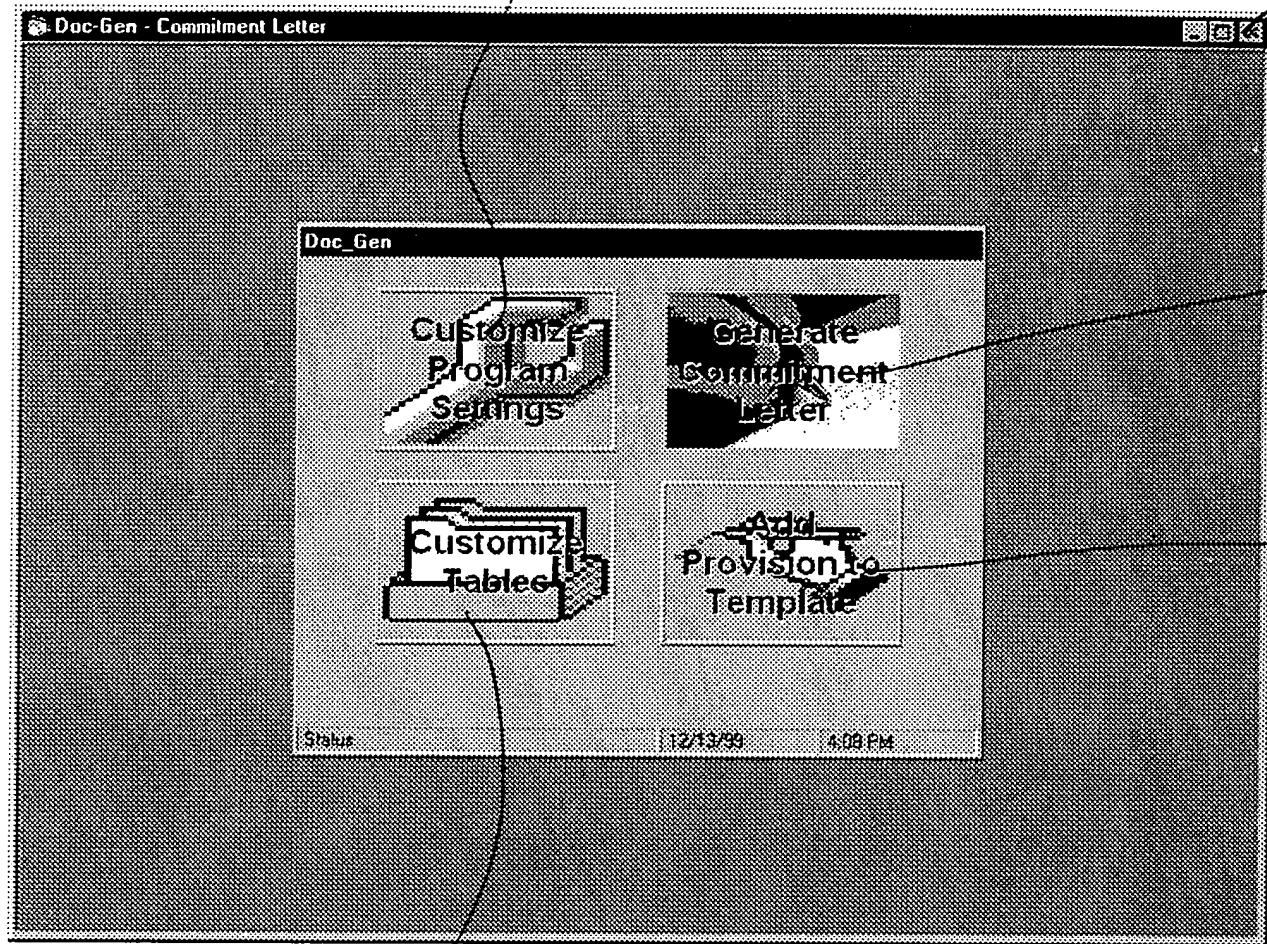 Doc-Gen - Commitment Letter
Doc_Gen
Customize
Program
Settings
Generate
Commitment
Letter
Customize
Tables
Add
Provision to
Template
Status 12/13/99 4:09 PM